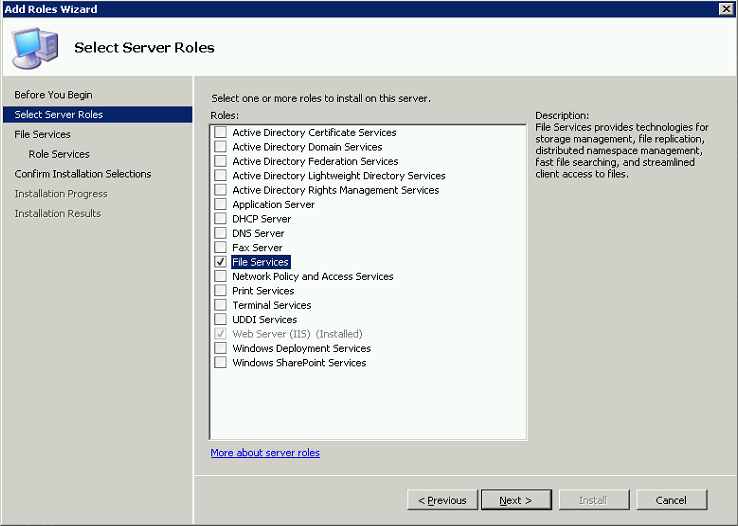 Add Roles Wizard
Select Server Roles
Before You Begin
Select Server Roles
File Services
Role Services
Confirm Installation Selections
Installation Progress
Installation Results
Select one or more roles to install on this server.
Roles:
Active Directory Certificate Services
Active Directory Domain Services
Active Directory Federation Services
Active Directory Lightweight Directory Services
Active Directory Rights Management Services
Application Server
DHCP Server
DNS Server
Fax Server
File Services
Network Policy and Access Services
Print Services
Terminal Services
UDDI Services
Web Server (IIS) (Installed)
Windows Deployment Services
Windows SharePoint Services
More about server roles
Description:
File Services provides technologies for
storage management, file replication,
distributed namespace management,
fast file searching, and streamlined
client access to files.
< Previous
Next >
Install
Cancel